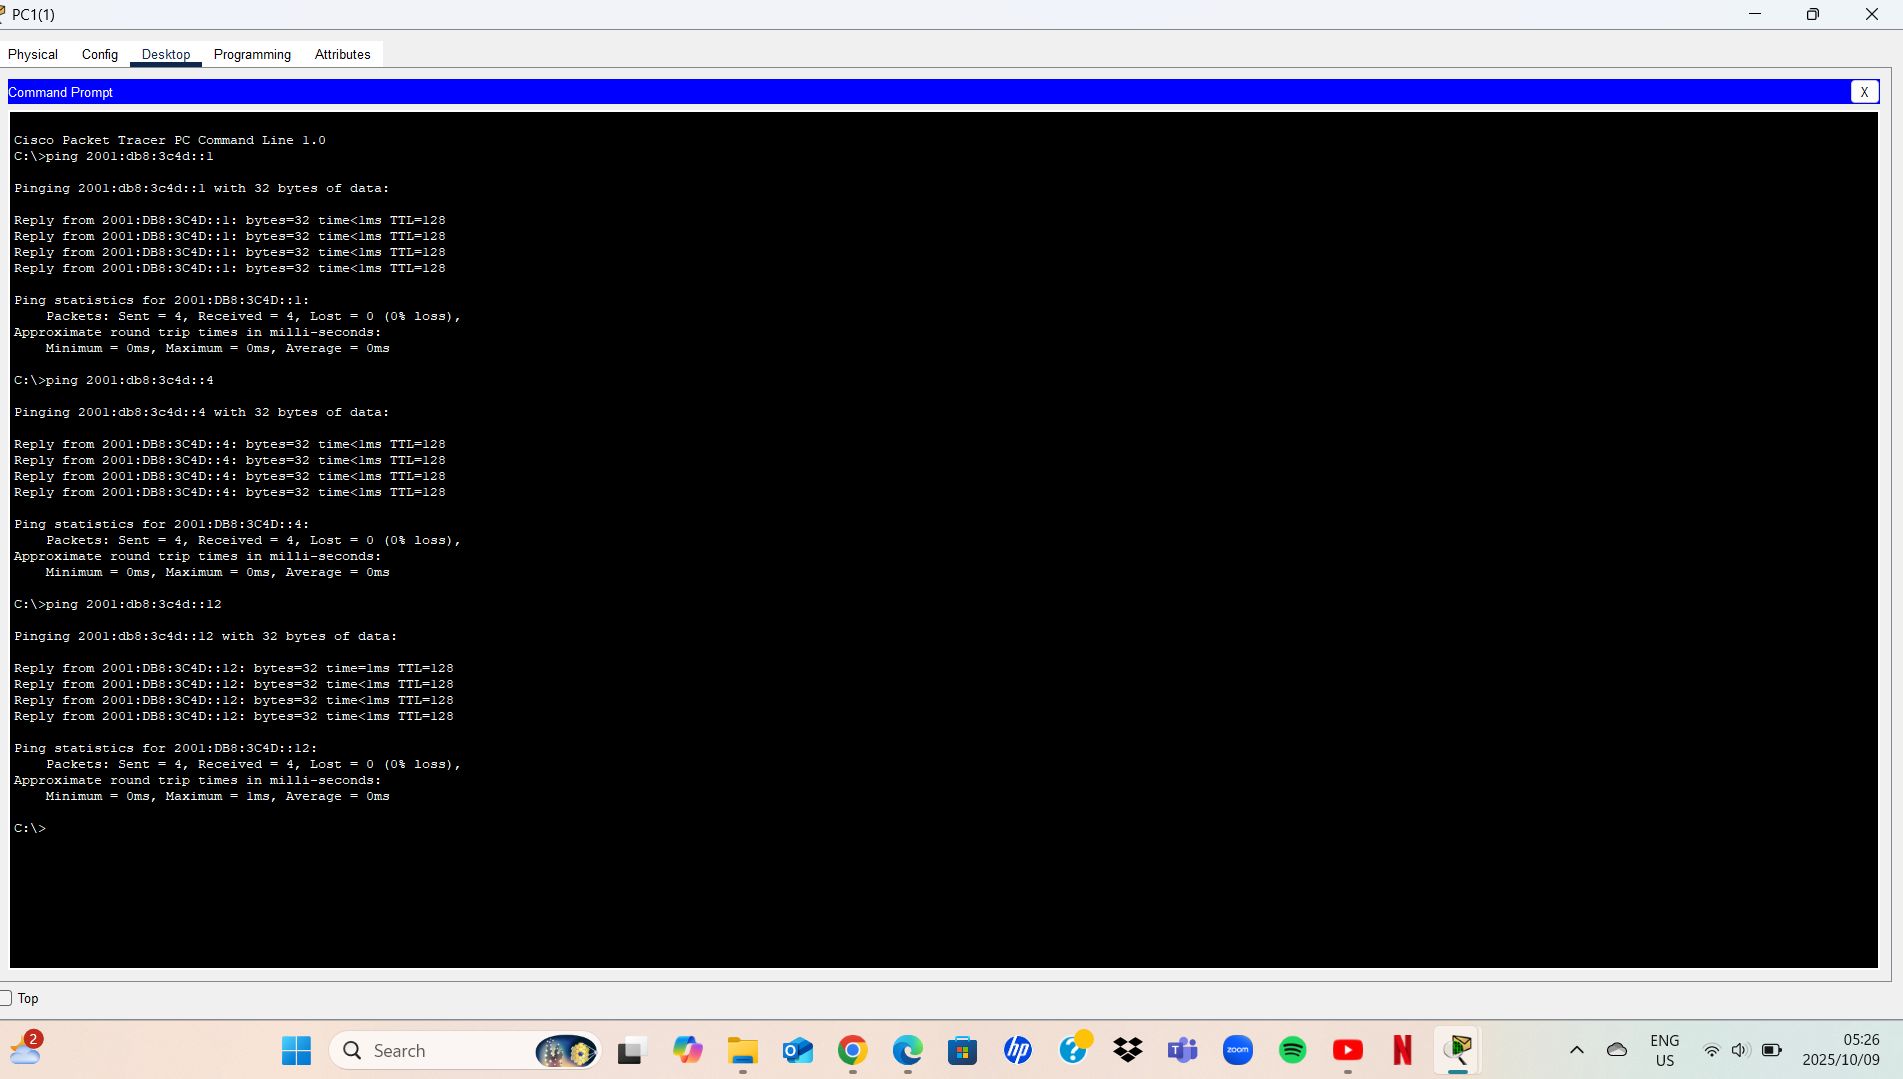 PC1(1)
Physical Config Desktop Programming Attributes
Command Prompt
X
Cisco Packet Tracer PC Command Line 1.0
C:\>ping 2001:db8:3c4d::1
Pinging 2001:db8:3c4d::1 with 32 bytes of data:
Reply from 2001:DB8:3C4D::1: bytes=32 time<1ms TTL=128
Reply from 2001:DB8:3C4D::1: bytes=32 time<1ms TTL=128
Reply from 2001:DB8:3C4D::1: bytes=32 time<1ms TTL=128
Reply from 2001:DB8:3C4D::1: bytes=32 time<1ms TTL=128
Ping statistics for 2001:DB8:3C4D::1:
Packets: Sent = 4, Received = 4, Lost = 0 (0% loss),
Approximate round trip times in milli-seconds:
Minimum = 0ms, Maximum = 0ms, Average = 0ms
C:\>ping 2001:db8:3c4d::4
Pinging 2001:db8:3c4d::4 with 32 bytes of data:
Reply from 2001:DB8:3C4D::4: bytes=32 time<1ms TTL=128
Reply from 2001:DB8:3C4D::4: bytes=32 time<1ms TTL=128
Reply from 2001:DB8:3C4D::4: bytes=32 time<1ms TTL=128
Reply from 2001:DB8:3C4D::4: bytes=32 time<1ms TTL=128
Ping statistics for 2001:DB8:3C4D::4:
Packets: Sent = 4, Received = 4, Lost = 0 (0% loss),
Approximate round trip times in milli-seconds:
Minimum = 0ms, Maximum = 0ms, Average = 0ms
C:\>ping 2001:db8:3c4d::12
Pinging 2001:db8:3c4d::12 with 32 bytes of data:
Reply from 2001:DB8:3C4D::12: bytes=32 time=1ms TTL=128
Reply from 2001:DB8:3C4D::12: bytes=32 time<1ms TTL=128
Reply from 2001:DB8:3C4D::12: bytes=32 time<1ms TTL=128
Reply from 2001:DB8:3C4D::12: bytes=32 time<1ms TTL=128
Ping statistics for 2001:DB8:3C4D::12:
Packets: Sent = 4, Received = 4, Lost = 0 (0% loss),
Approximate round trip times in milli-seconds:
Minimum = 0ms, Maximum = 1ms, Average = 0ms
C:\>
Top
2
Search
hp
zoom
ENG
US
05:26
2025/10/09